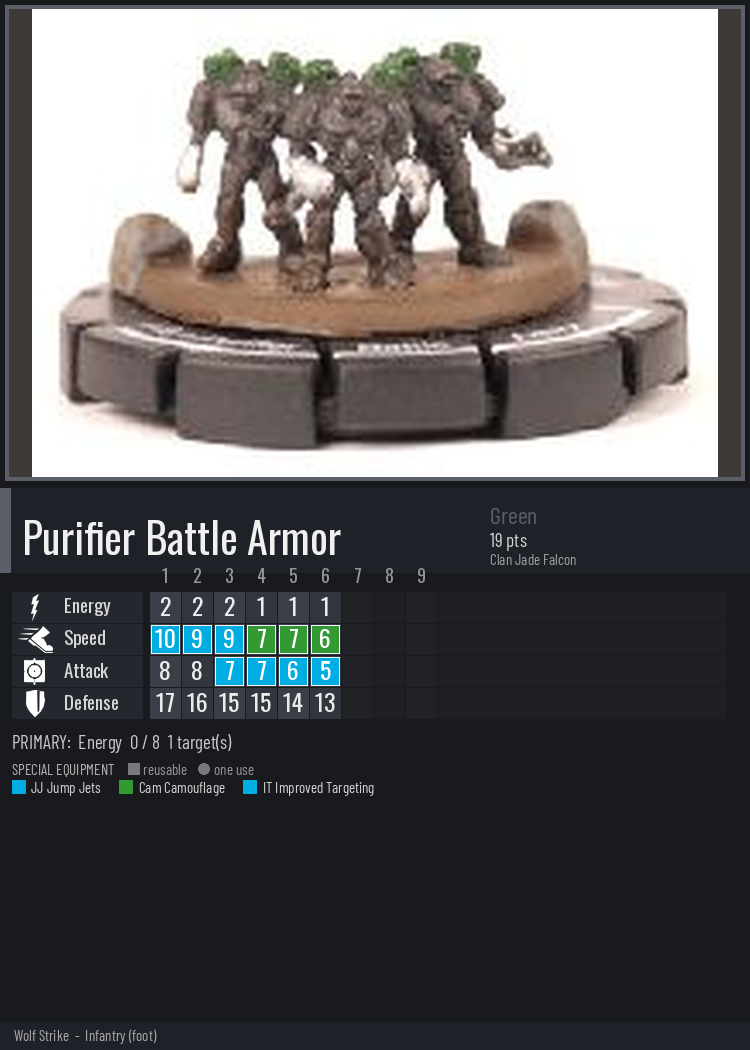 Purifier Battle Armor
Green
19 pts
Clan Jade Falcon
1 2 3 4 5 6 7 8 9
Energy 2 2 2 1 1 1
Speed 10 9 9 7 7 6
Attack 8 8 7 7 6 5
Defense 17 16 15 15 14 13
PRIMARY: Energy 0 / 8 1 target(s)
SPECIAL EQUIPMENT reusable one use
JJ Jump Jets Cam Camouflage IT Improved Targeting
Wolf Strike - Infantry (foot)